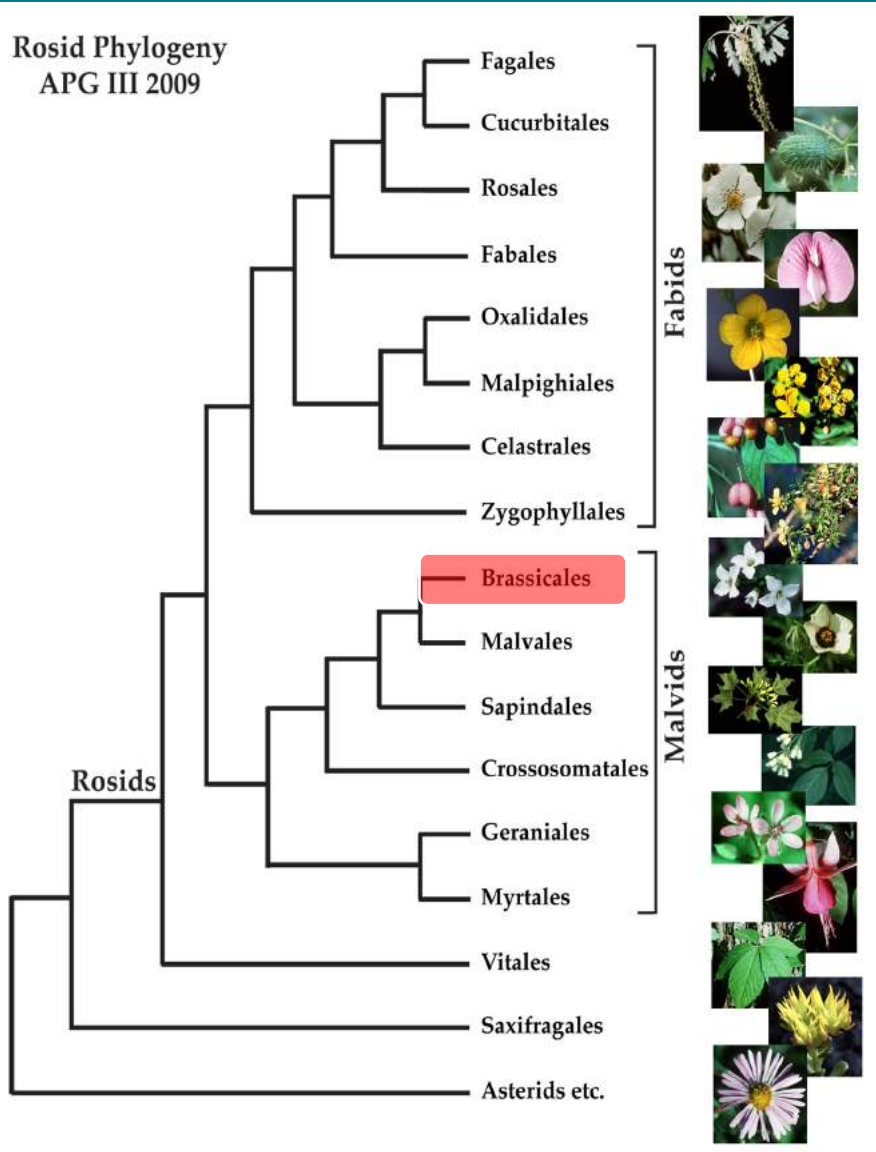 Rosid Phylogeny
APG III 2009
Fagales
Cucurbitales
Rosales
Fabales
Oxalidales
Malpighiales
Celastrales
Zygophyllales
Fabids
Brassicales
Malvales
Sapindales
Crossosomatales
Geraniales
Myrtales
Malvids
Rosids
Vitales
Saxifragales
Asterids etc.